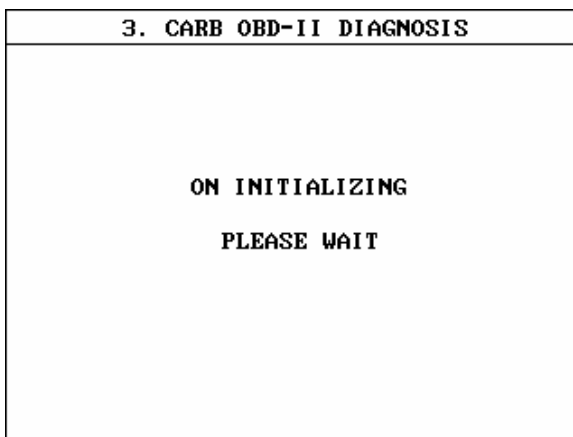 3. CARB OBD-II DIAGNOSIS
ON INITIALIZING
PLEASE WAIT